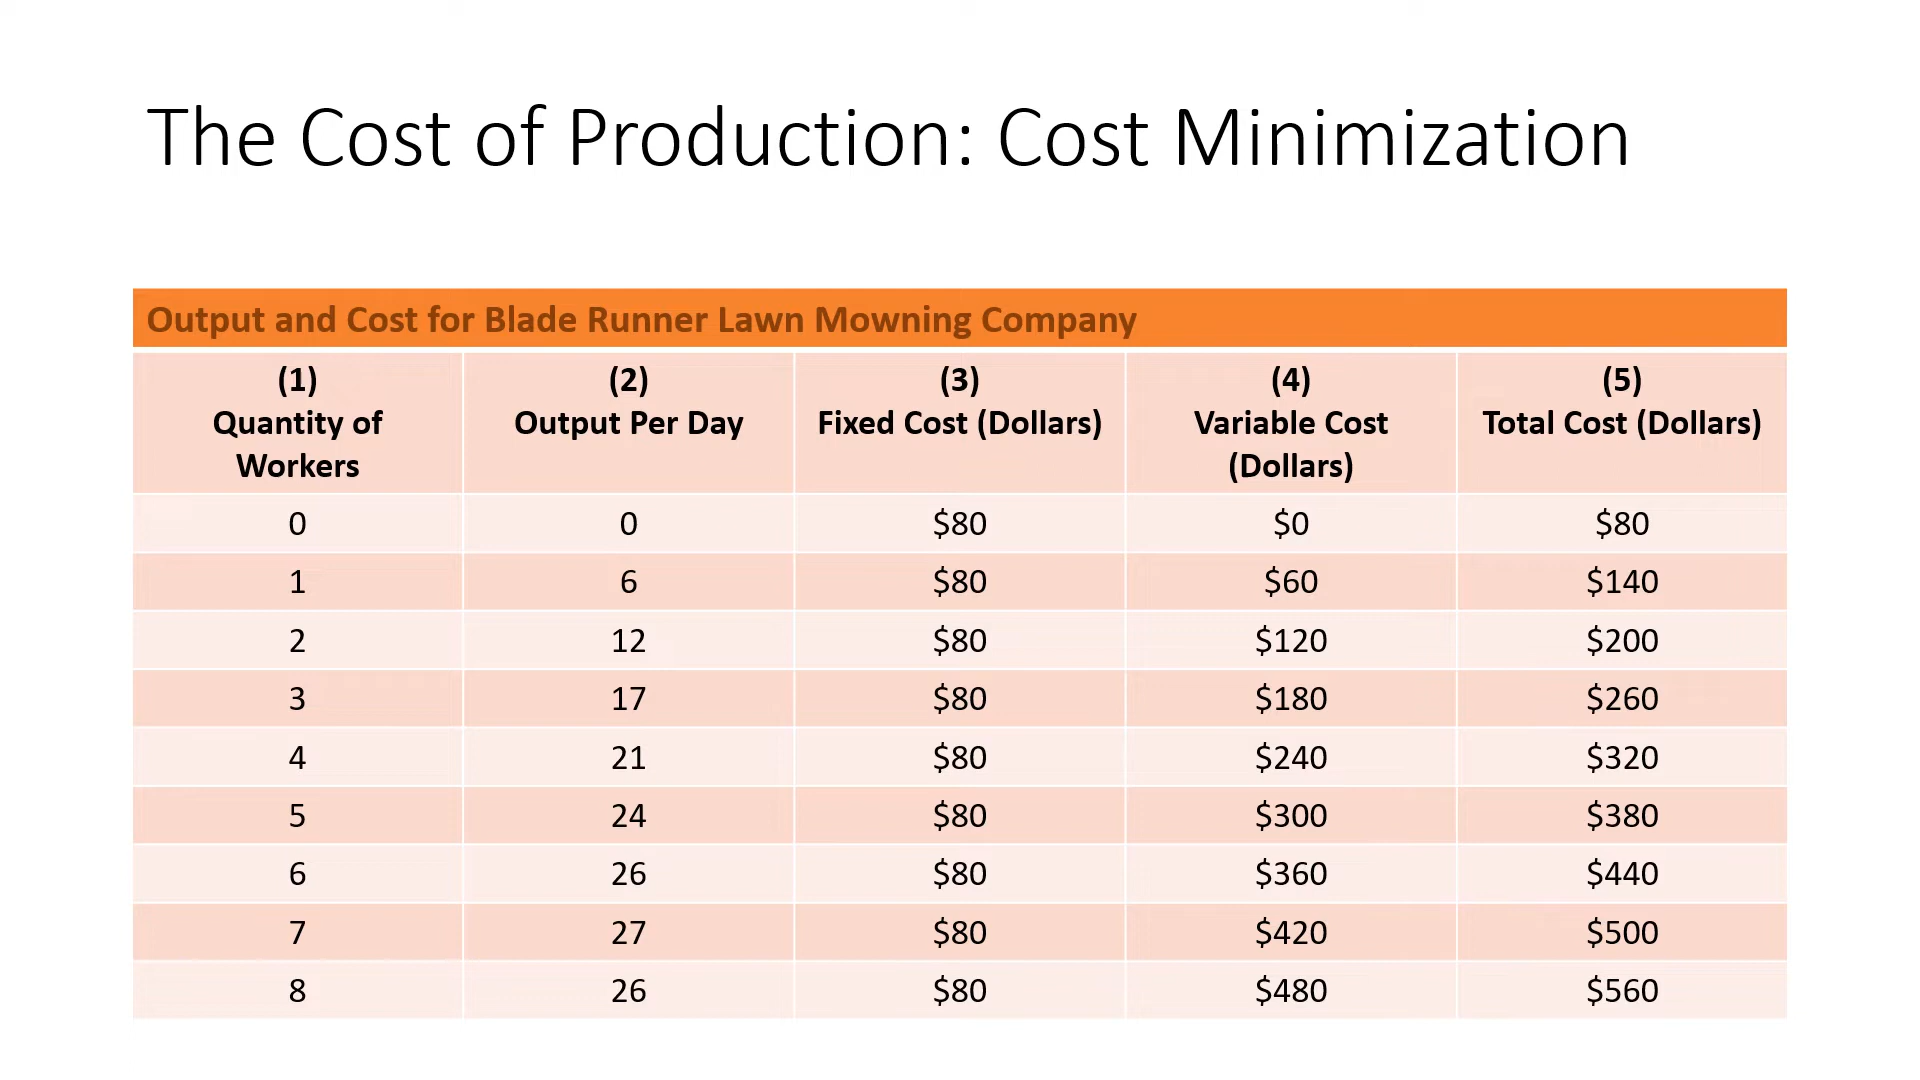 The Cost of Production: Cost Minimization
Output and Cost for Blade Runner Lawn Mowning Company
(1) (2) (3) (4) (5)
Quantity of Output Per Day Fixed Cost (Dollars) Variable Cost Total Cost (Dollars)
Workers (Dollars)
0 0 $80 $0 $80
1 6 $80 $60 $140
2 12 $80 $120 $200
3 17 $80 $180 $260
4 21 $80 $240 $320
5 24 $80 $300 $380
6 26 $80 $360 $440
7 27 $80 $420 $500
8 26 $80 $480 $560